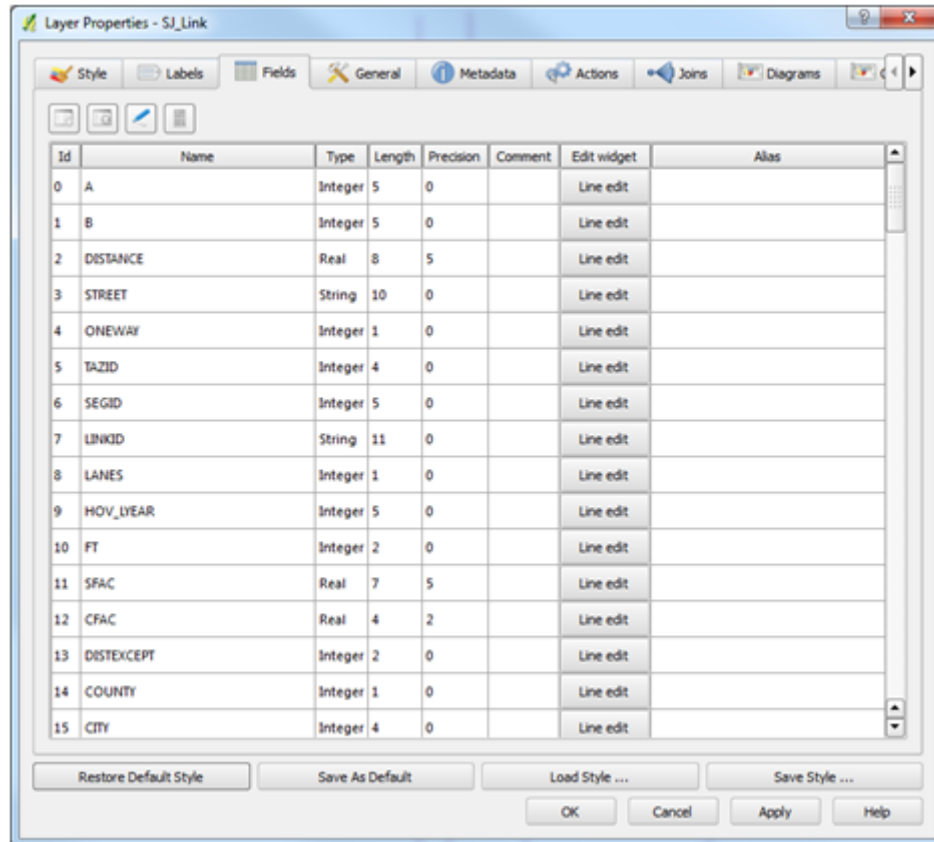 Layer Properties - SJ_Link
Style Labels Fields General Metadata Actions Joins Diagrams
Id Name Type Length Precision Comment Edit widget Alias
0 A Integer 5 0 Line edit
1 B Integer 5 0 Line edit
2 DISTANCE Real 8 5 Line edit
3 STREET String 10 0 Line edit
4 ONEWAY Integer 1 0 Line edit
5 TAZID Integer 4 0 Line edit
6 SEGID Integer 5 0 Line edit
7 LINKID String 11 0 Line edit
8 LANES Integer 1 0 Line edit
9 HOV_LYEAR Integer 5 0 Line edit
10 FT Integer 2 0 Line edit
11 SFAC Real 7 5 Line edit
12 CFAC Real 4 2 Line edit
13 DISTEXCEPT Integer 2 0 Line edit
14 COUNTY Integer 1 0 Line edit
15 CITY Integer 4 0 Line edit
Restore Default Style Save As Default Load Style ... Save Style ...
OK Cancel Apply Help